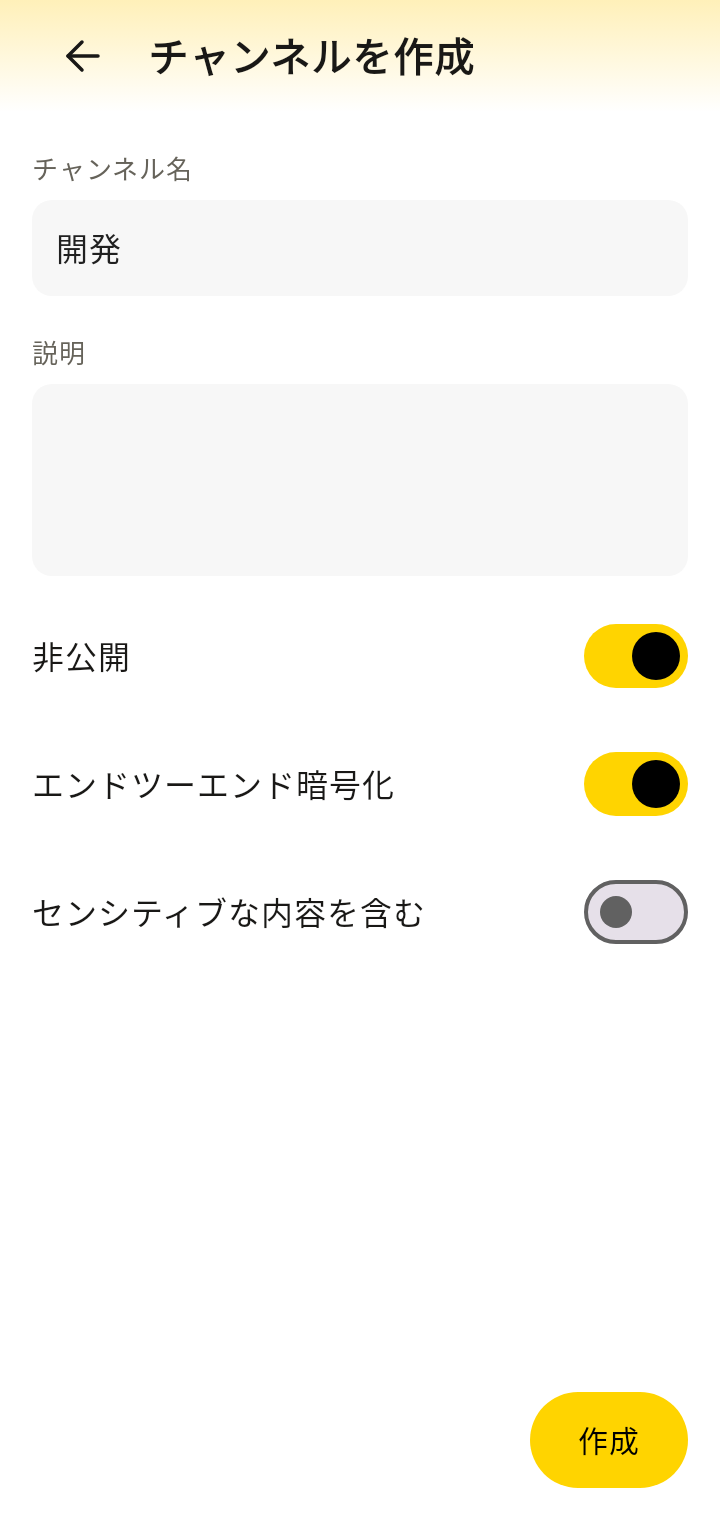 チャンネルを作成
チャンネル名
開発
説明
非公開
エンドツーエンド暗号化
センシティブな内容を含む
作成